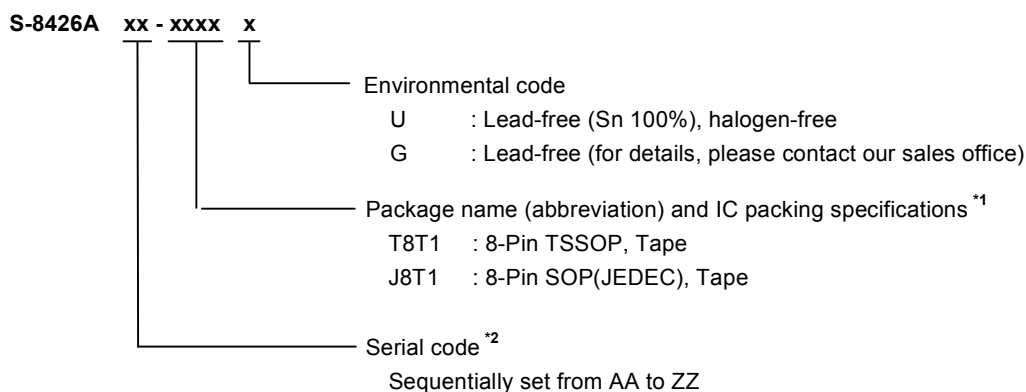 S-8426A xx - xxxx x
Environmental code
U : Lead-free (Sn 100%), halogen-free
G : Lead-free (for details, please contact our sales office)
Package name (abbreviation) and IC packing specifications *1
T8T1 : 8-Pin TSSOP, Tape
J8T1 : 8-Pin SOP(JEDEC), Tape
Serial code *2
Sequentially set from AA to ZZ